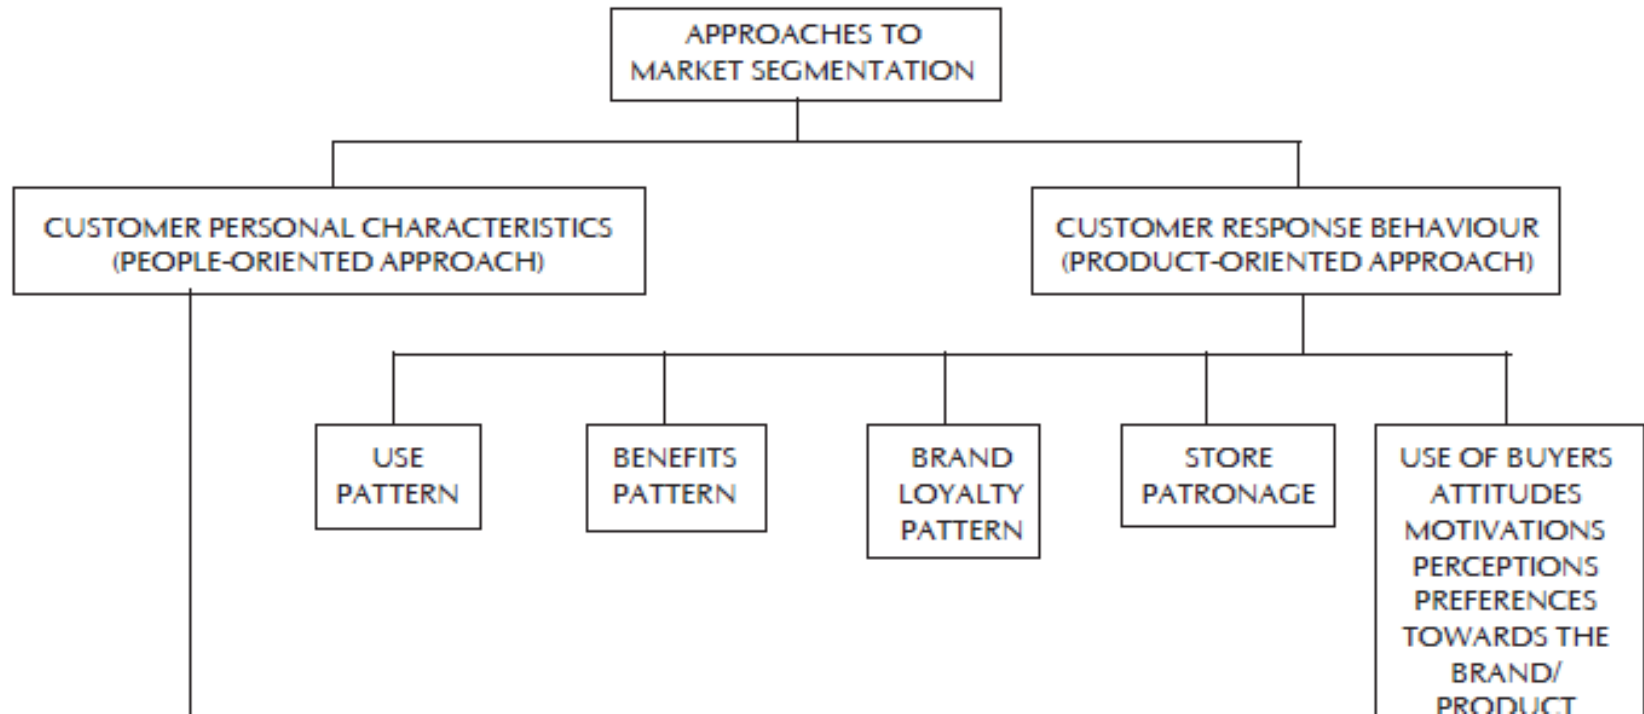 APPROACHES TO
MARKET SEGMENTATION
CUSTOMER PERSONAL CHARACTERISTICS
(PEOPLE-ORIENTED APPROACH)
CUSTOMER RESPONSE BEHAVIOUR
(PRODUCT-ORIENTED APPROACH)
USE
PATTERN
BENEFITS
PATTERN
BRAND
LOYALTY
PATTERN
STORE
PATRONAGE
USE OF BUYERS
ATTITUDES
MOTIVATIONS
PERCEPTIONS
PREFERENCES
TOWARDS THE
BRAND/
PRODUCT